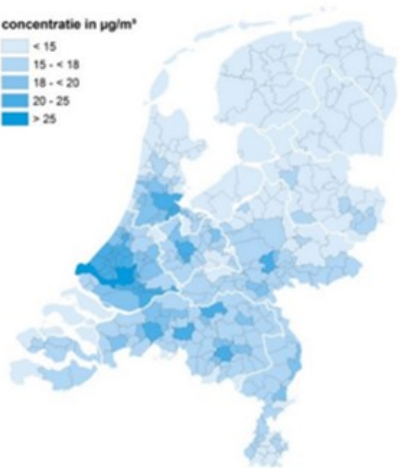 concentratie in µg/m³
< 15
15 - < 18
18 - < 20
20 - 25
> 25